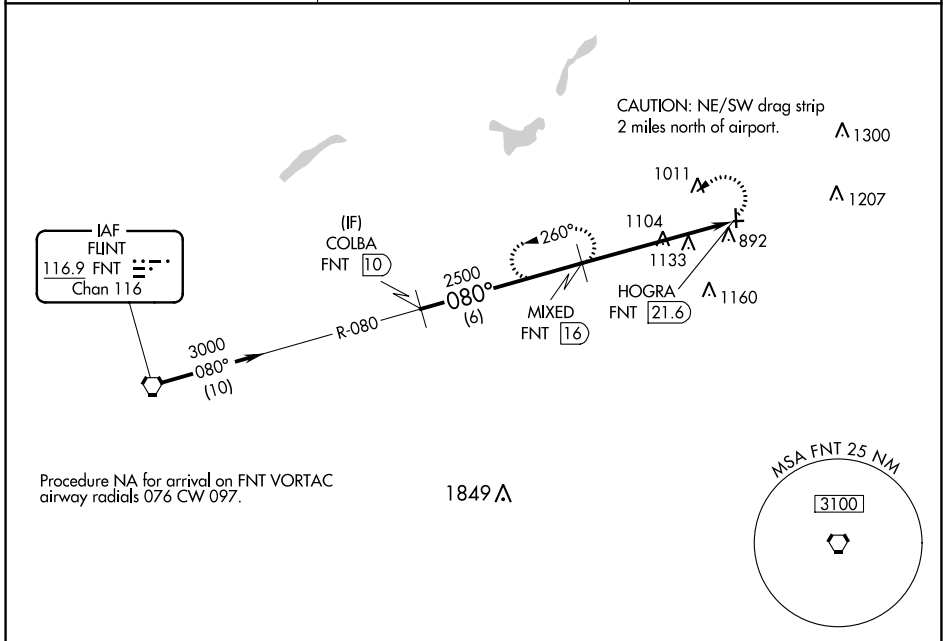 CAUTION: NE/SW drag strip
2 miles north of airport.
1300
1011
1207
IAF
FLINT
116.9 FNT
Chan 116
(IF)
COLBA
FNT 10
260°
1104
892
1133
2500
080°
(6)
MIXED
FNT 16
HOGRA
FNT 21.6
1160
R-080
3000
080°
(10)
Procedure NA for arrival on FNT VORTAC
airway radials 076 CW 097.
1849
MSA FNT 25 NM
3100